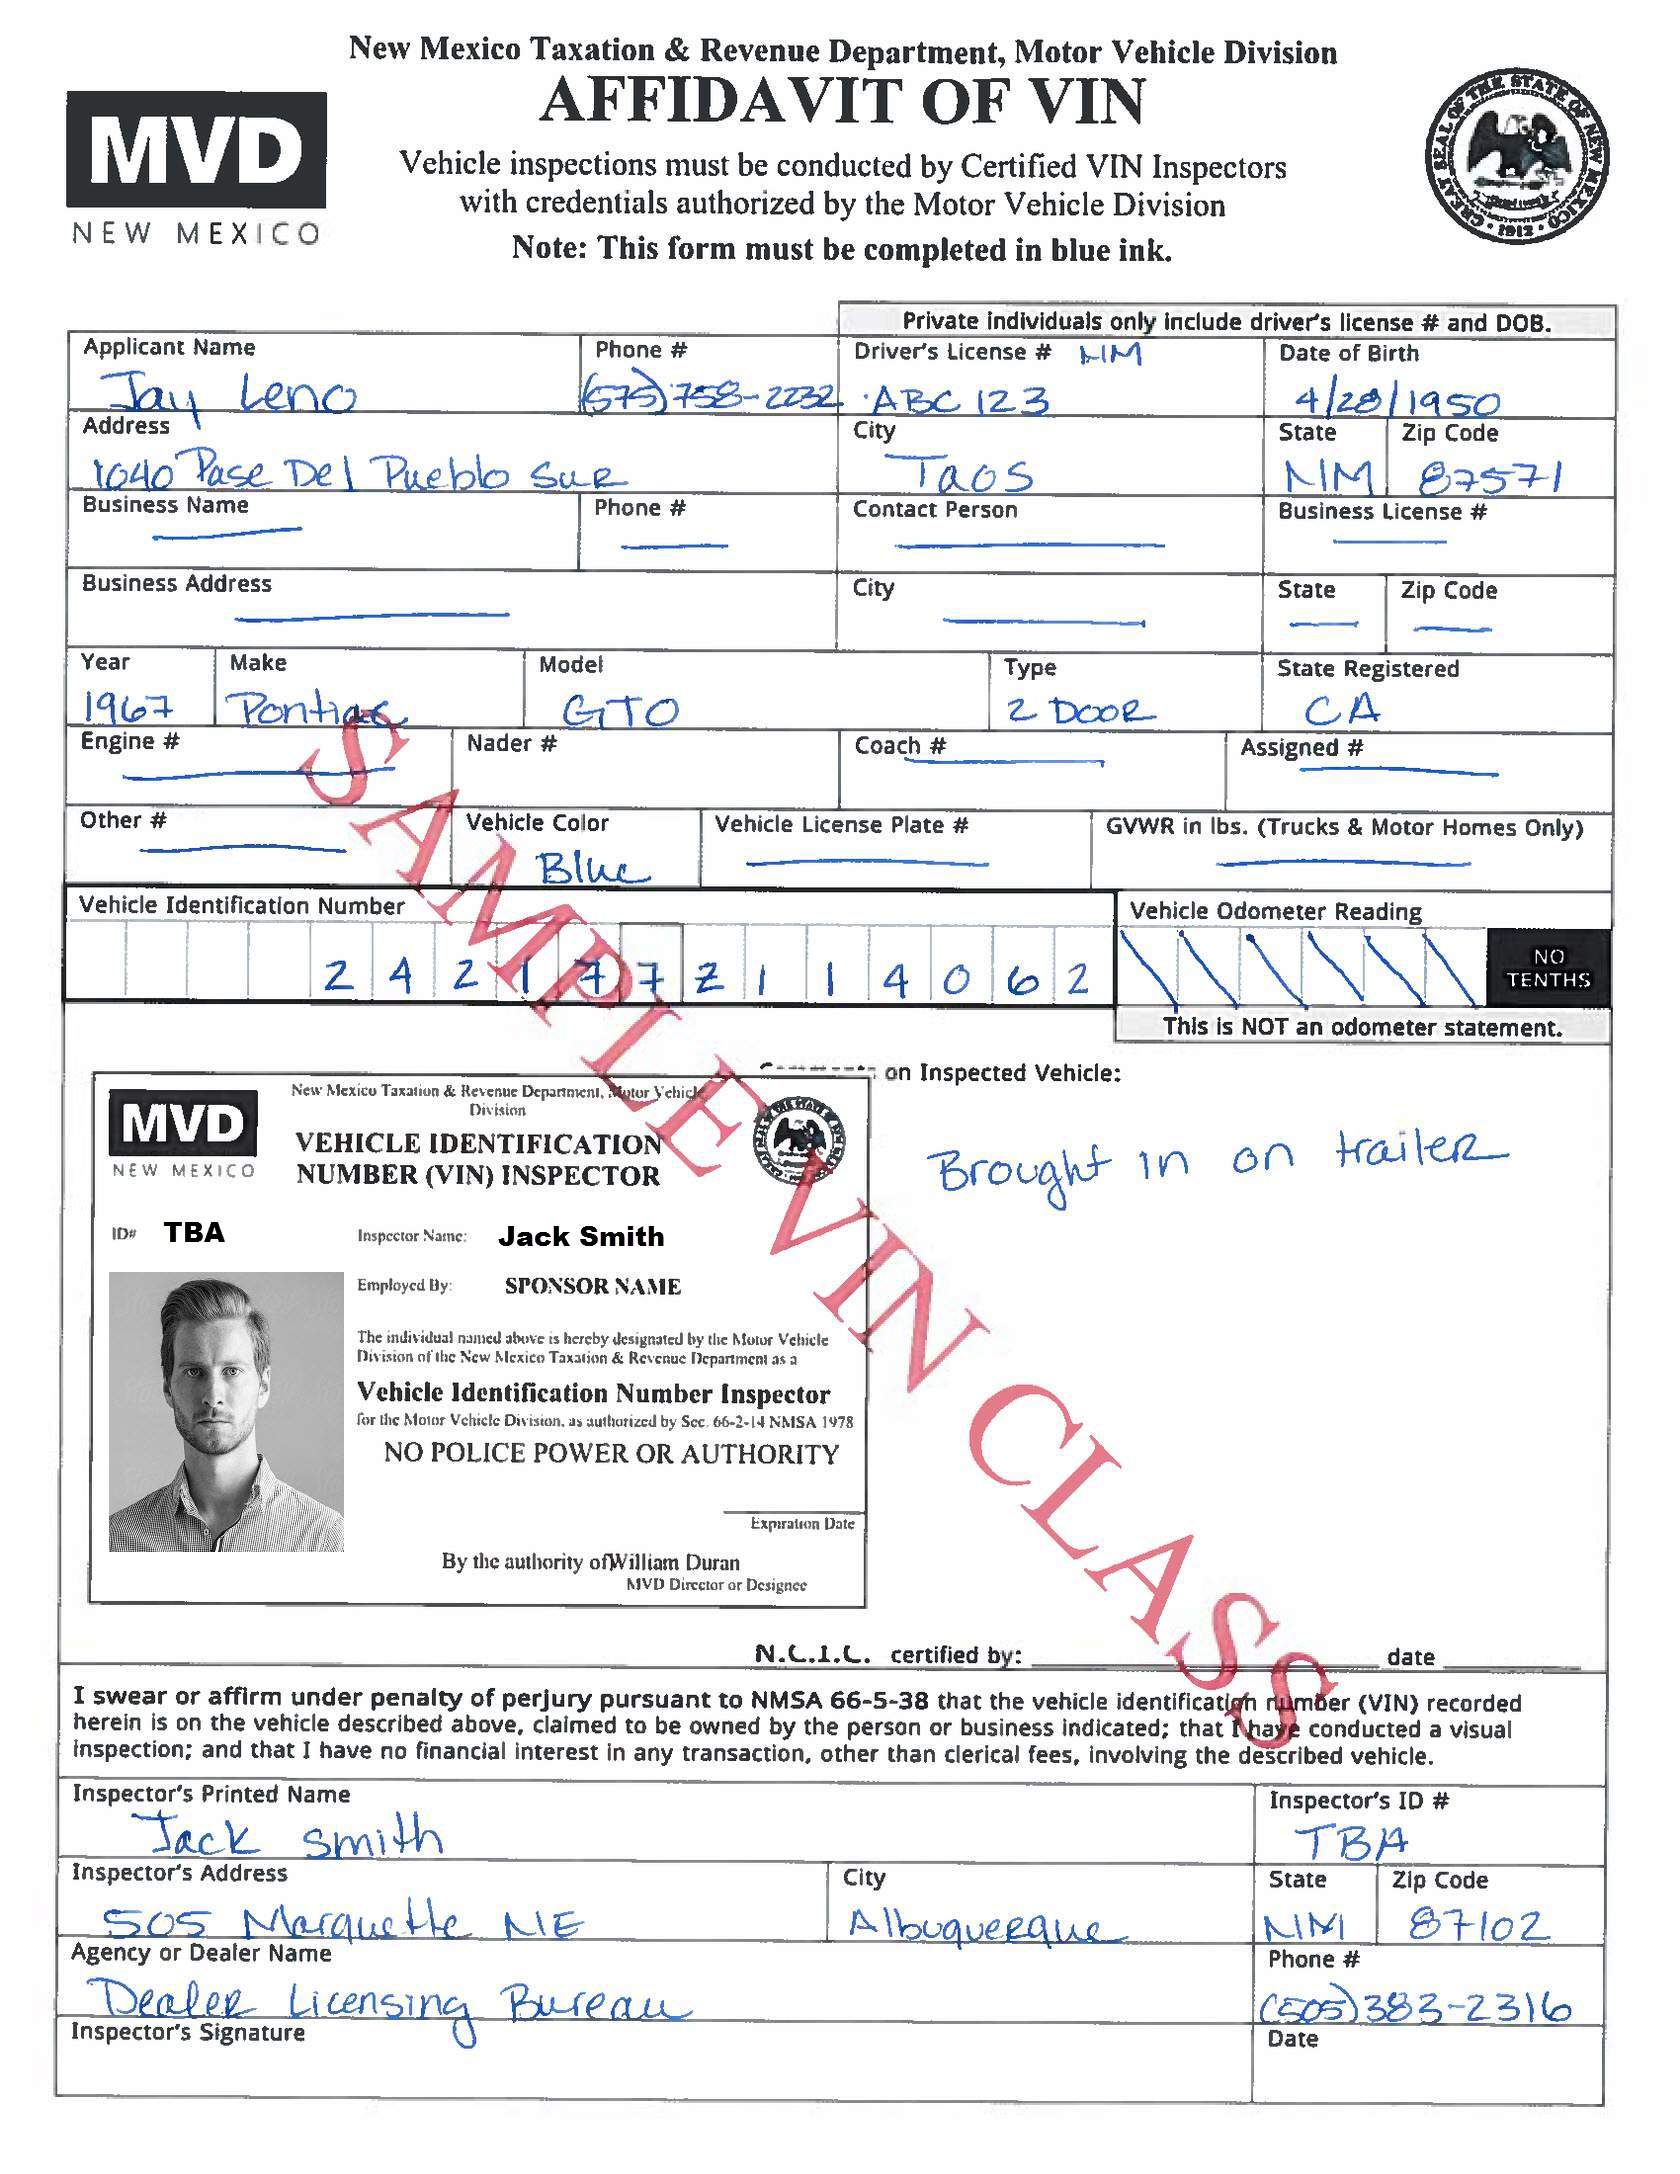 New Mexico Taxation & Revenue Department, Motor Vehicle Division
AFFIDAVIT OF VIN
MVD
NEW MEXICO
Vehicle inspections must be conducted by Certified VIN Inspectors
with credentials authorized by the Motor Vehicle Division
Note: This form must be completed in blue ink.
GREAT SEAL OF THE STATE OF NEW MEXICO · 1912 ·
Private individuals only include driver's license # and DOB.
Applicant Name Phone # Driver's License # NM Date of Birth
Jay Leno (575) 758-2232 ABC 123 4/28/1950
Address City State Zip Code
1040 Pase Del Pueblo Sur Taos NM 87571
Business Name Phone # Contact Person Business License #
Business Address City State Zip Code
Year Make Model Type State Registered
1967 Pontiac GTO 2 DOOR CA
Engine # Nader # Coach # Assigned #
Other # Vehicle Color Vehicle License Plate # GVWR in lbs. (Trucks & Motor Homes Only)
Blue
Vehicle Identification Number Vehicle Odometer Reading
2 4 2 1 7 7 Z 1 1 4 0 6 2 NO TENTHS
This is NOT an odometer statement.
on Inspected Vehicle:
Brought in on trailer
MVD
NEW MEXICO
New Mexico Taxation & Revenue Department, Motor Vehicle
Division
VEHICLE IDENTIFICATION
NUMBER (VIN) INSPECTOR
ID# TBA Inspector Name: Jack Smith
Employed By: SPONSOR NAME
The individual named above is hereby designated by the Motor Vehicle
Division of the New Mexico Taxation & Revenue Department as a
Vehicle Identification Number Inspector
for the Motor Vehicle Division, as authorized by Sec. 66-2-14 NMSA 1978
NO POLICE POWER OR AUTHORITY
Expiration Date
By the authority ofWilliam Duran
MVD Director or Designee
SAMPLE VIN CLASS
N.C.I.C. certified by: date
I swear or affirm under penalty of perjury pursuant to NMSA 66-5-38 that the vehicle identification number (VIN) recorded
herein is on the vehicle described above, claimed to be owned by the person or business indicated; that I have conducted a visual
inspection; and that I have no financial interest in any transaction, other than clerical fees, involving the described vehicle.
Inspector's Printed Name Inspector's ID #
Jack Smith TBA
Inspector's Address City State Zip Code
505 Marquette NE Albuquerque NM 87102
Agency or Dealer Name Phone #
Dealer Licensing Bureau (505) 383-2316
Inspector's Signature Date